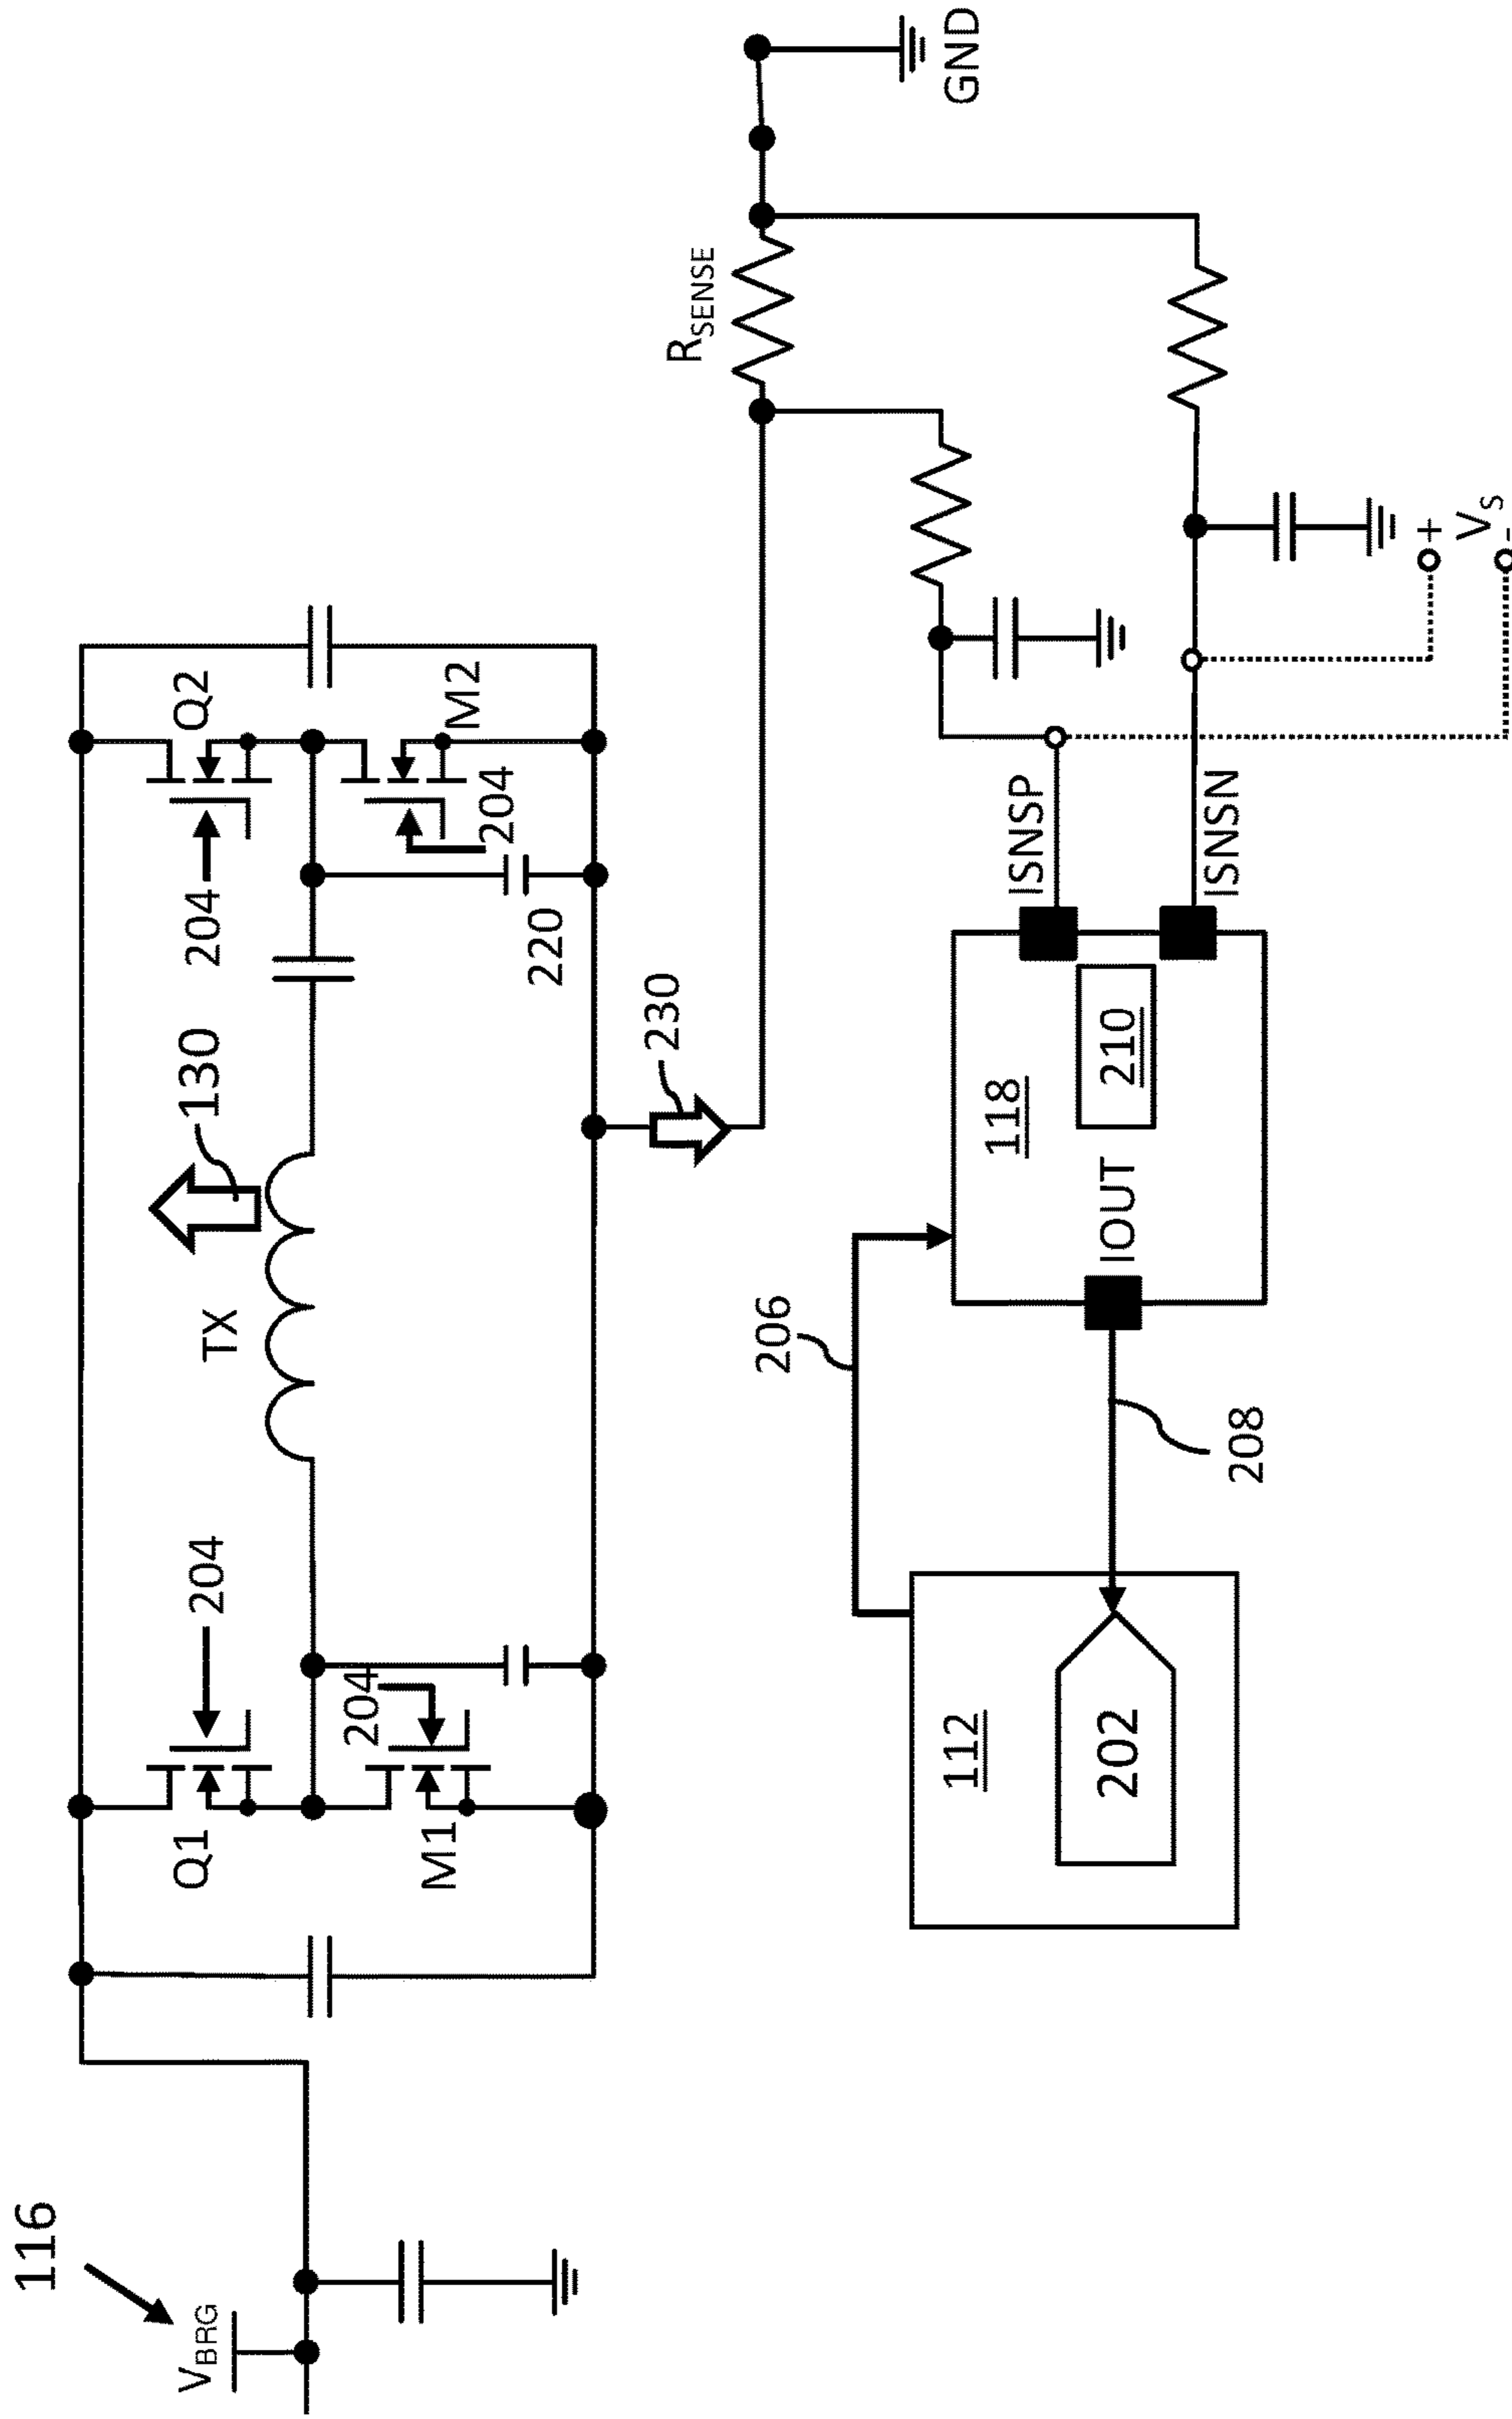 116
VBRG
Q1
204
TX
130
204
Q2
M1
204
220
204
M2
230
RSENSE
GND
206
112
202
208
IOUT
118
210
ISNSP
ISNSN
+
VS
-